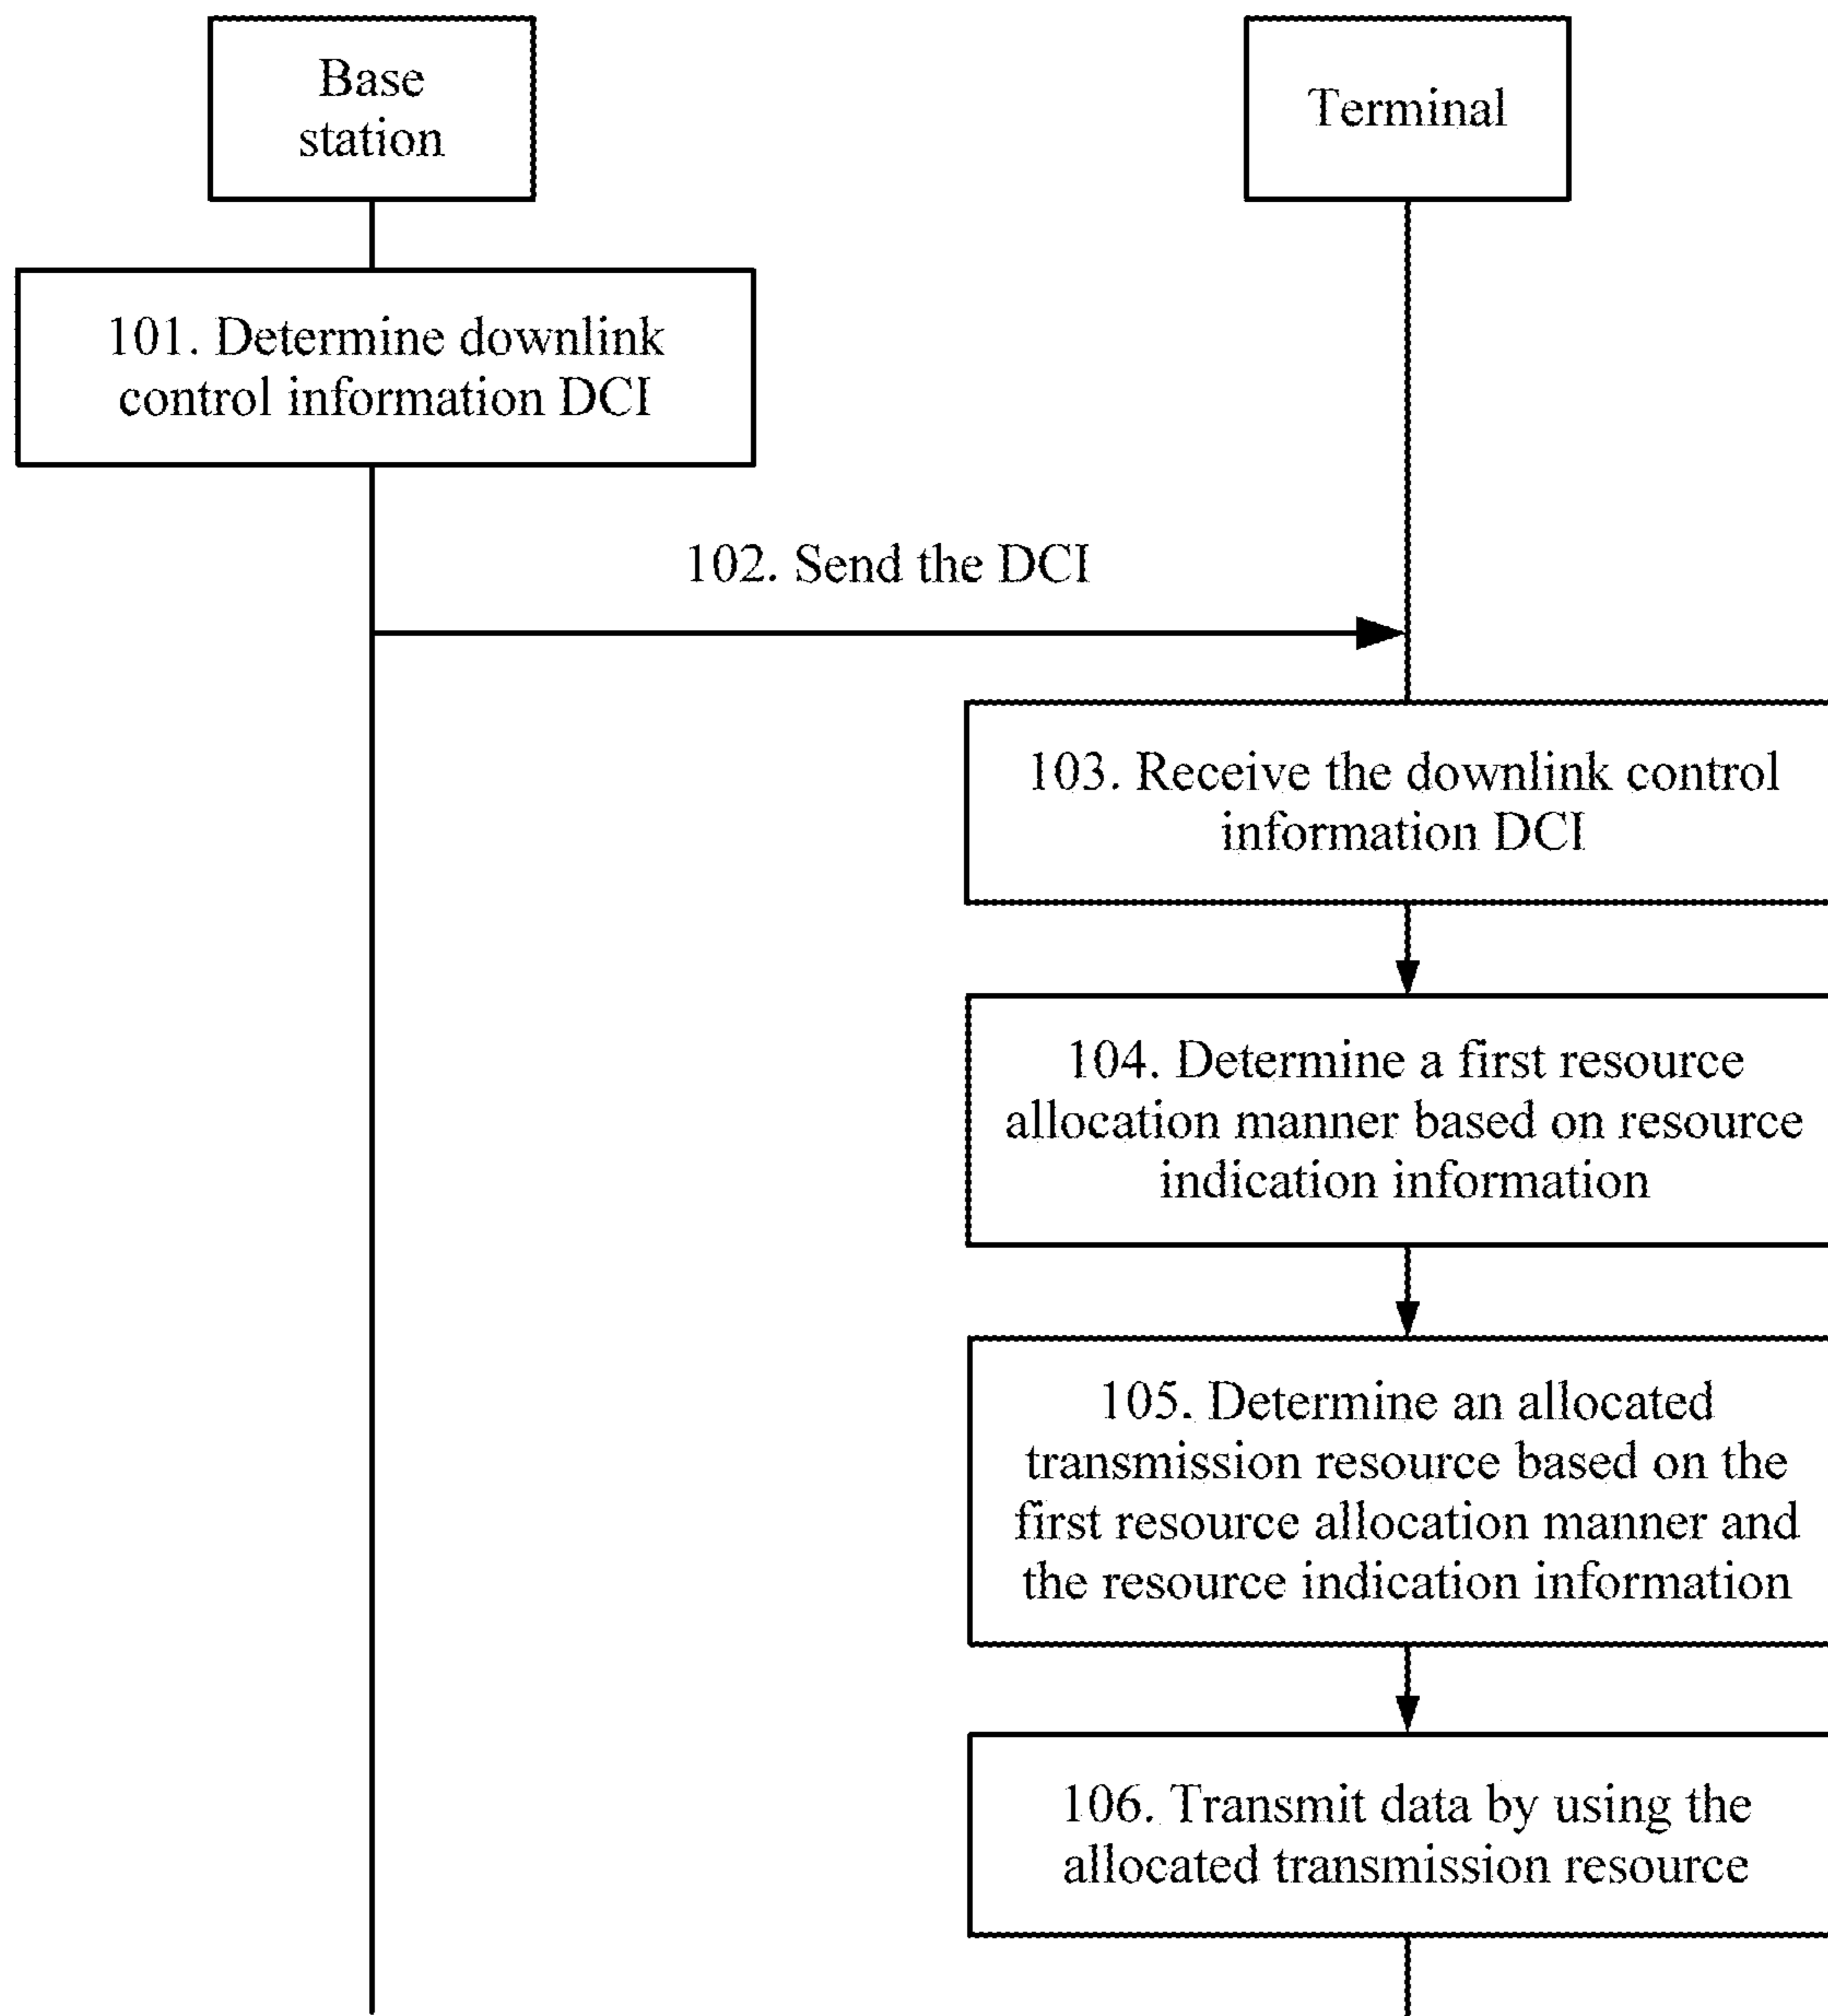 Base
station
Terminal
101. Determine downlink
control information DCI
102. Send the DCI
103. Receive the downlink control
information DCI
104. Determine a first resource
allocation manner based on resource
indication information
105. Determine an allocated
transmission resource based on the
first resource allocation manner and
the resource indication information
106. Transmit data by using the
allocated transmission resource